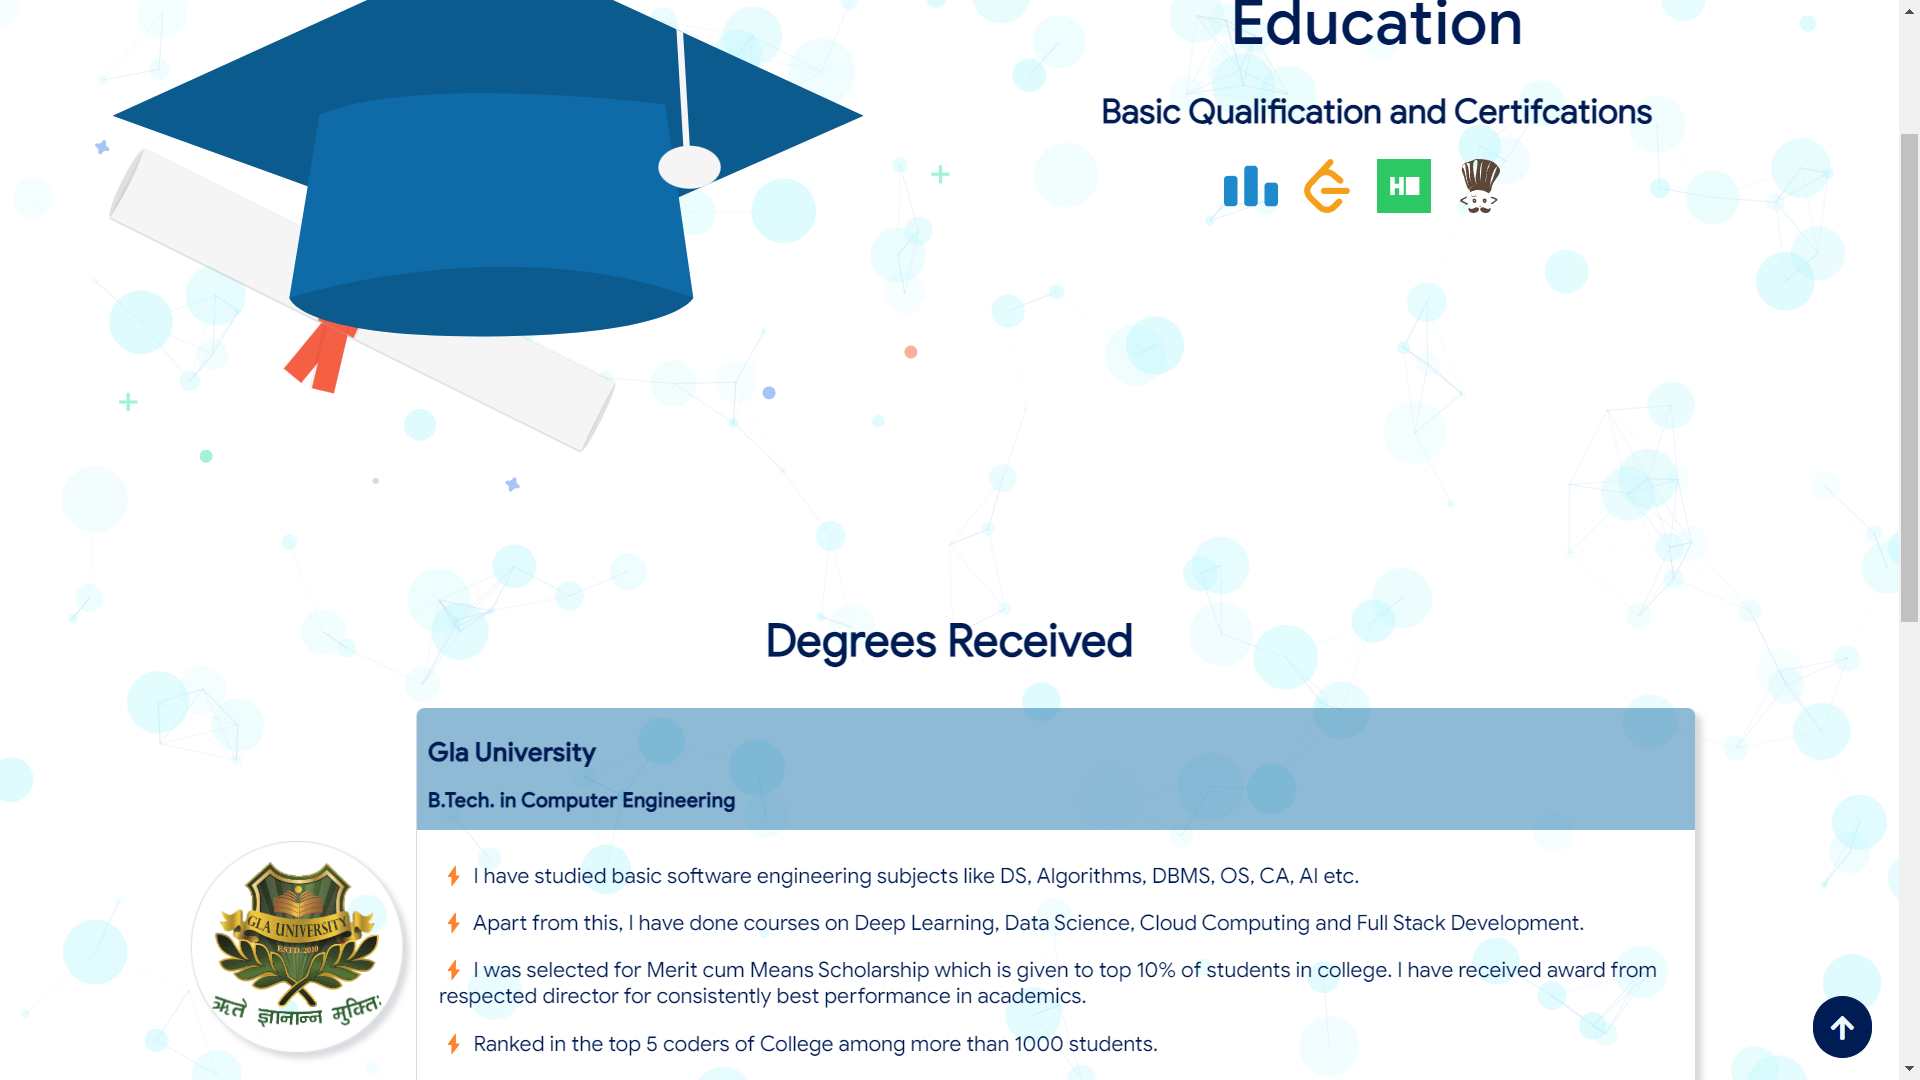 Education
Basic Qualification and Certifcations
H
Degrees Received
Gla University
B.Tech. in Computer Engineering
I have studied basic software engineering subjects like DS, Algorithms, DBMS, OS, CA, AI etc.
Apart from this, I have done courses on Deep Learning, Data Science, Cloud Computing and Full Stack Development.
I was selected for Merit cum Means Scholarship which is given to top 10% of students in college. I have received award from
respected director for consistently best performance in academics.
Ranked in the top 5 coders of College among more than 1000 students.
GLA UNIVERSITY
ESTD. 2010
ऋते ज्ञानान्न मुक्तिः